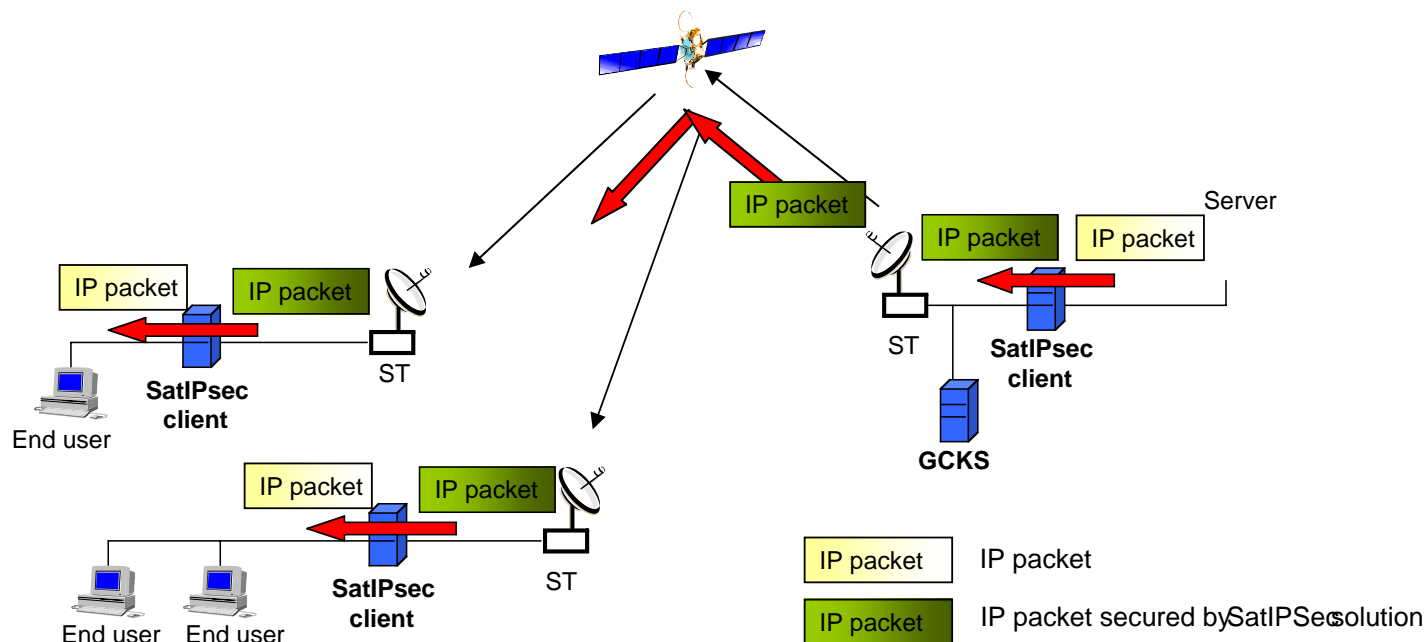 IP packet
Server
IP packet
IP packet
IP packet
IP packet
ST
ST
SatIPsec
client
SatIPsec
client
End user
GCKS
IP packet
IP packet
ST
SatIPsec
client
End user
End user
IP packet
IP packet
IP packet
IP packet secured by SatIPSec solution